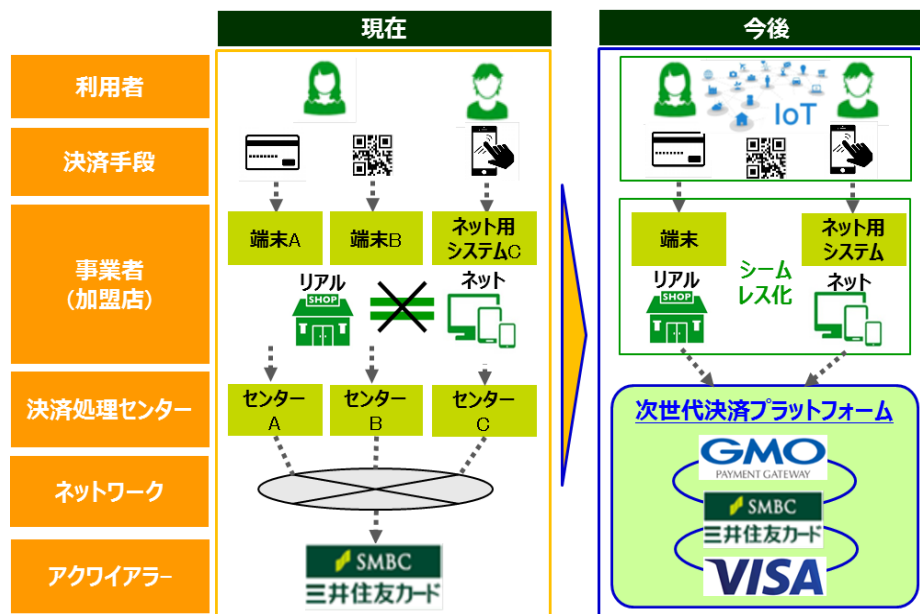 現在
今後
利用者
IoT
決済手段
事業者
(加盟店)
端末A
端末B
ネット用
システムC
端末
ネット用
システム
リアル
SHOP
ネット
リアル
SHOP
シーム
レス化
ネット
決済処理センター
センター
A
センター
B
センター
C
次世代決済プラットフォーム
GMO
PAYMENT GATEWAY
ネットワーク
SMBC
三井住友カード
アクワイアラー
SMBC
三井住友カード
VISA